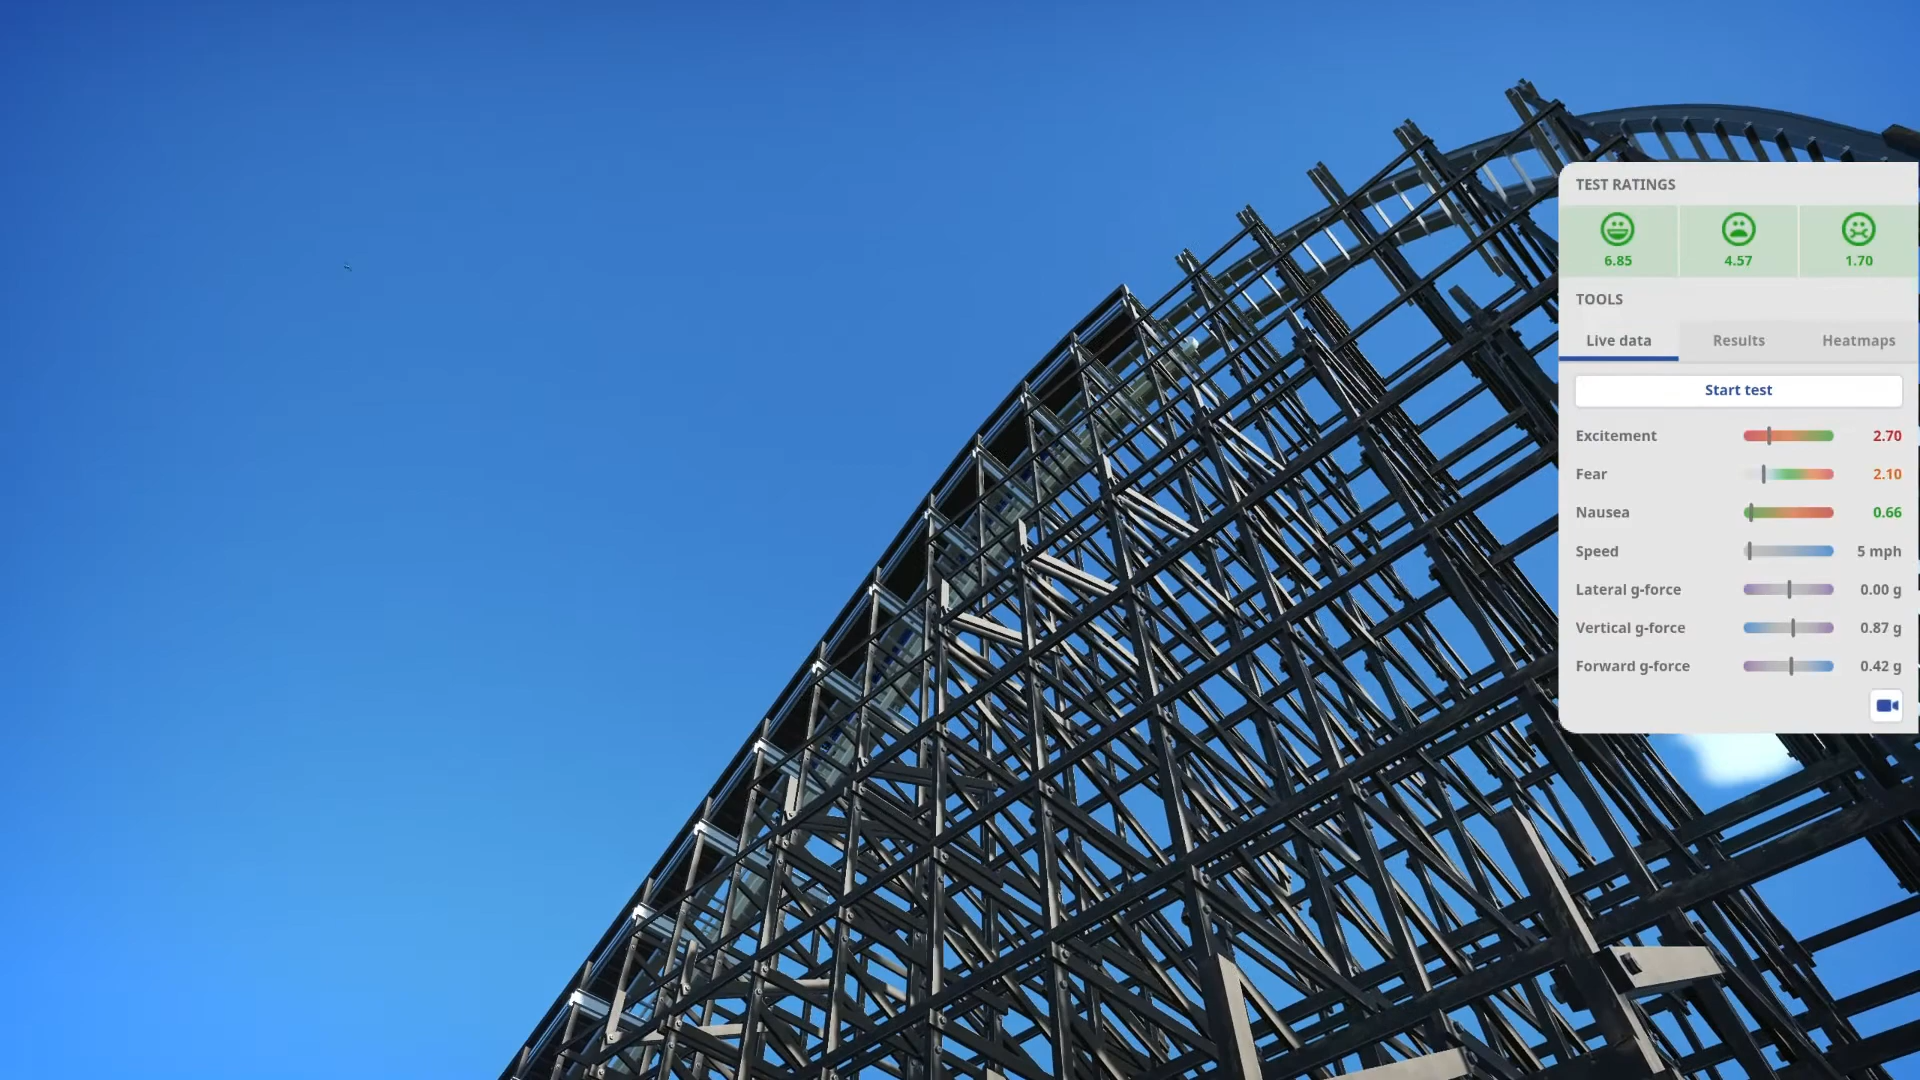 TEST RATINGS
6.85 4.57 1.70
TOOLS
Live data Results Heatmaps
Start test
Excitement 2.70
Fear 2.10
Nausea 0.66
Speed 5 mph
Lateral g-force 0.00 g
Vertical g-force 0.87 g
Forward g-force 0.42 g